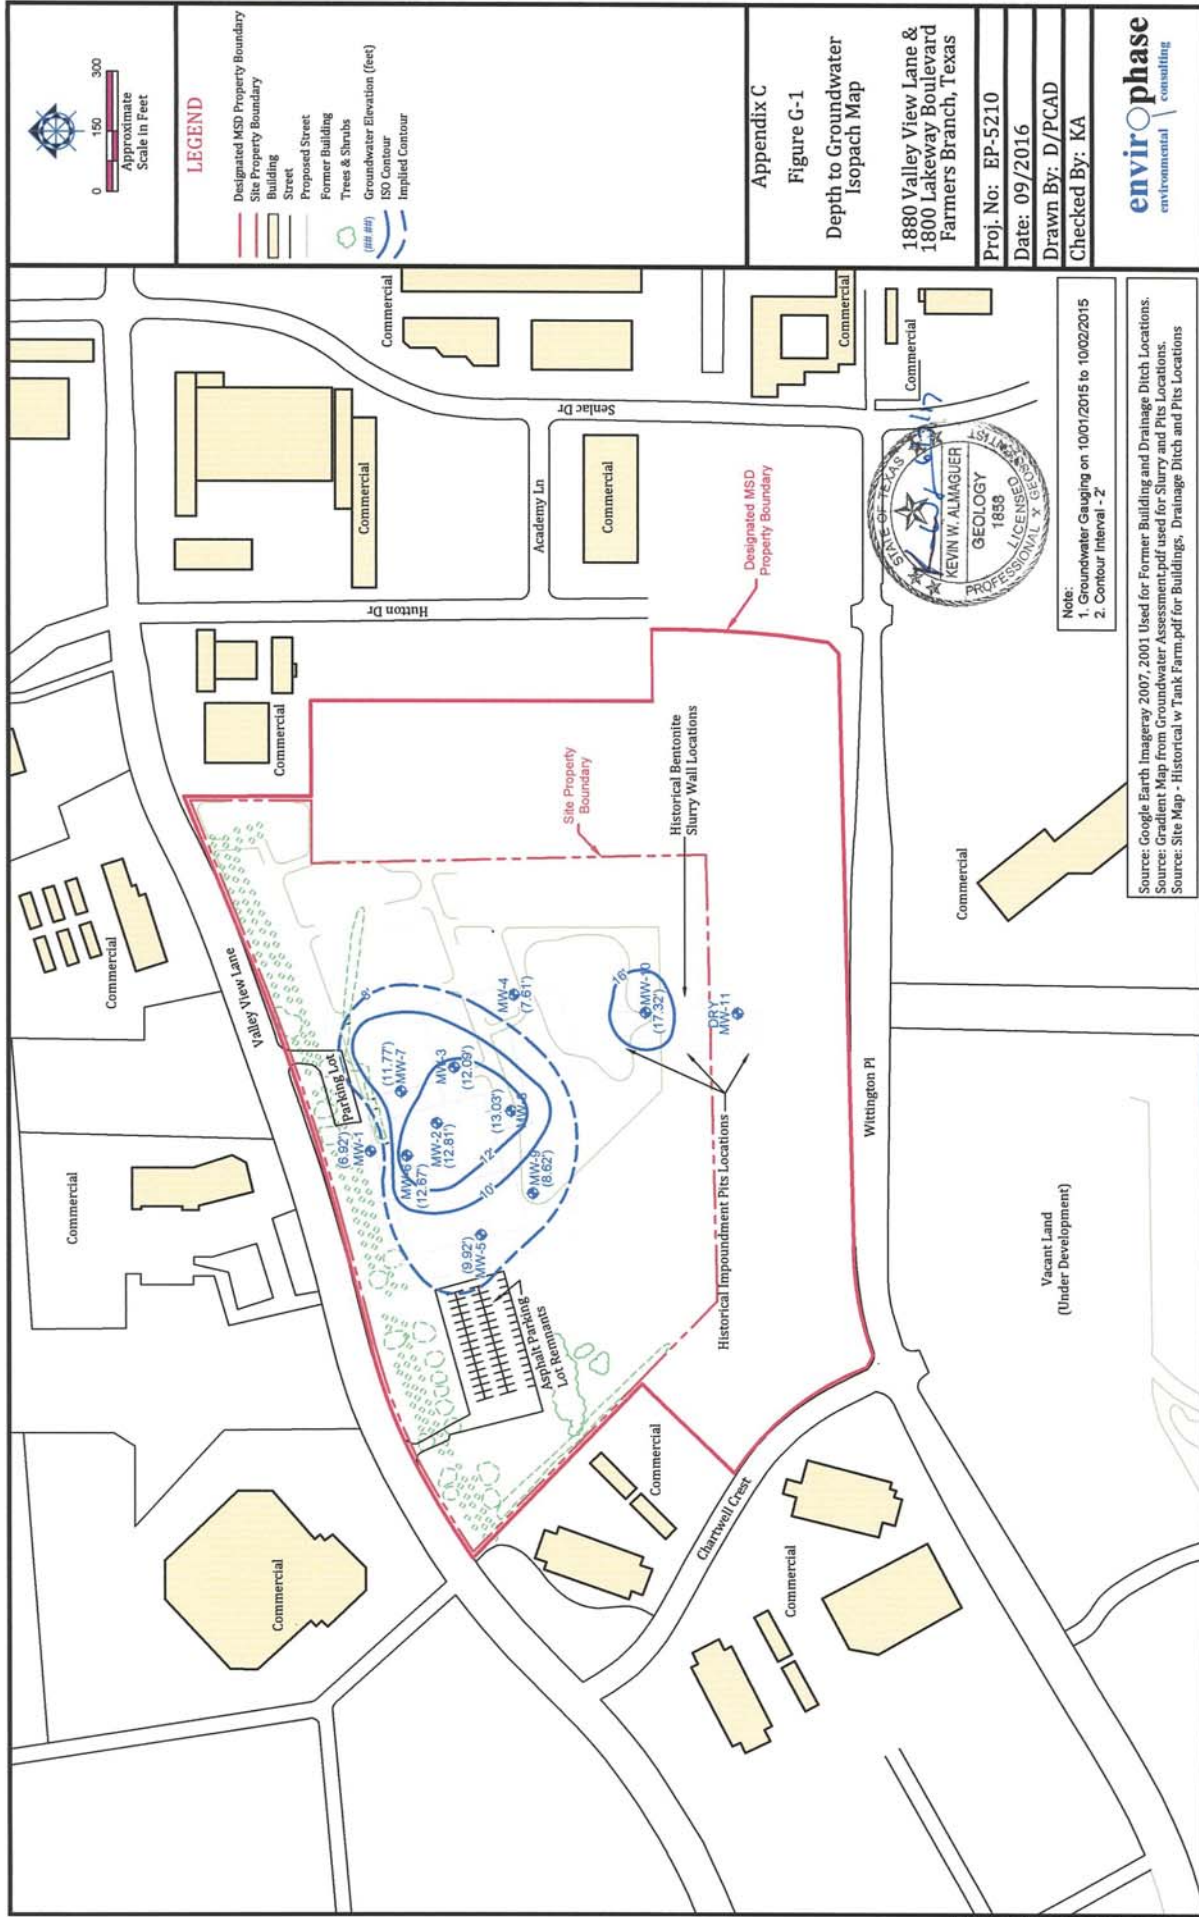 0 150 300
Approximate
Scale in Feet
LEGEND
Designated MSD Property Boundary
Site Property Boundary
Building
Street
Proposed Street
Former Building
Trees & Shrubs
(##.##) Groundwater Elevation (feet)
ISO Contour
Implied Contour
Appendix C
Figure G-1
Depth to Groundwater
Isopach Map
1880 Valley View Lane &
1800 Lakeway Boulevard
Farmers Branch, Texas
Proj. No: EP-5210
Date: 09/2016
Drawn By: D/PCAD
Checked By: KA
envirophase
environmental consulting
Commercial
Commercial
Commercial
Commercial
Valley View Lane
Commercial
Commercial
Hutton Dr
Academy Ln
Commercial
Senlac Dr
Commercial
Commercial
Commercial
Parking Lot
(6.92')
MW-1
(11.77')
MW-7
8'
MW-6
(12.67')
MW-2
(12.81')
MW-3
(12.09')
MW-4
(7.61')
(13.03')
MW-8
12'
10'
MW-9
(8.62')
(9.92')
MW-5
Asphalt Parking
Lot Remnants
16'
MW-10
(17.32')
DRY
MW-11
Site Property
Boundary
Historical Bentonite
Slurry Wall Locations
Designated MSD
Property Boundary
Historical Impoundment Pits Locations
Commercial
Chartwell Crest
Commercial
Wittington Pl
Commercial
Vacant Land
(Under Development)
STATE OF TEXAS
KEVIN W. ALMAGUER
GEOLOGY
1858
LICENSED
PROFESSIONAL GEOSCIENTIST
Note:
1. Groundwater Gauging on 10/01/2015 to 10/02/2015
2. Contour Interval - 2'
Source: Google Earth Imageray 2007, 2001 Used for Former Building and Drainage Ditch Locations.
Source: Gradient Map from Groundwater Assessment.pdf used for Slurry and Pits Locations.
Source: Site Map - Historical w Tank Farm.pdf for Buildings, Drainage Ditch and Pits Locations